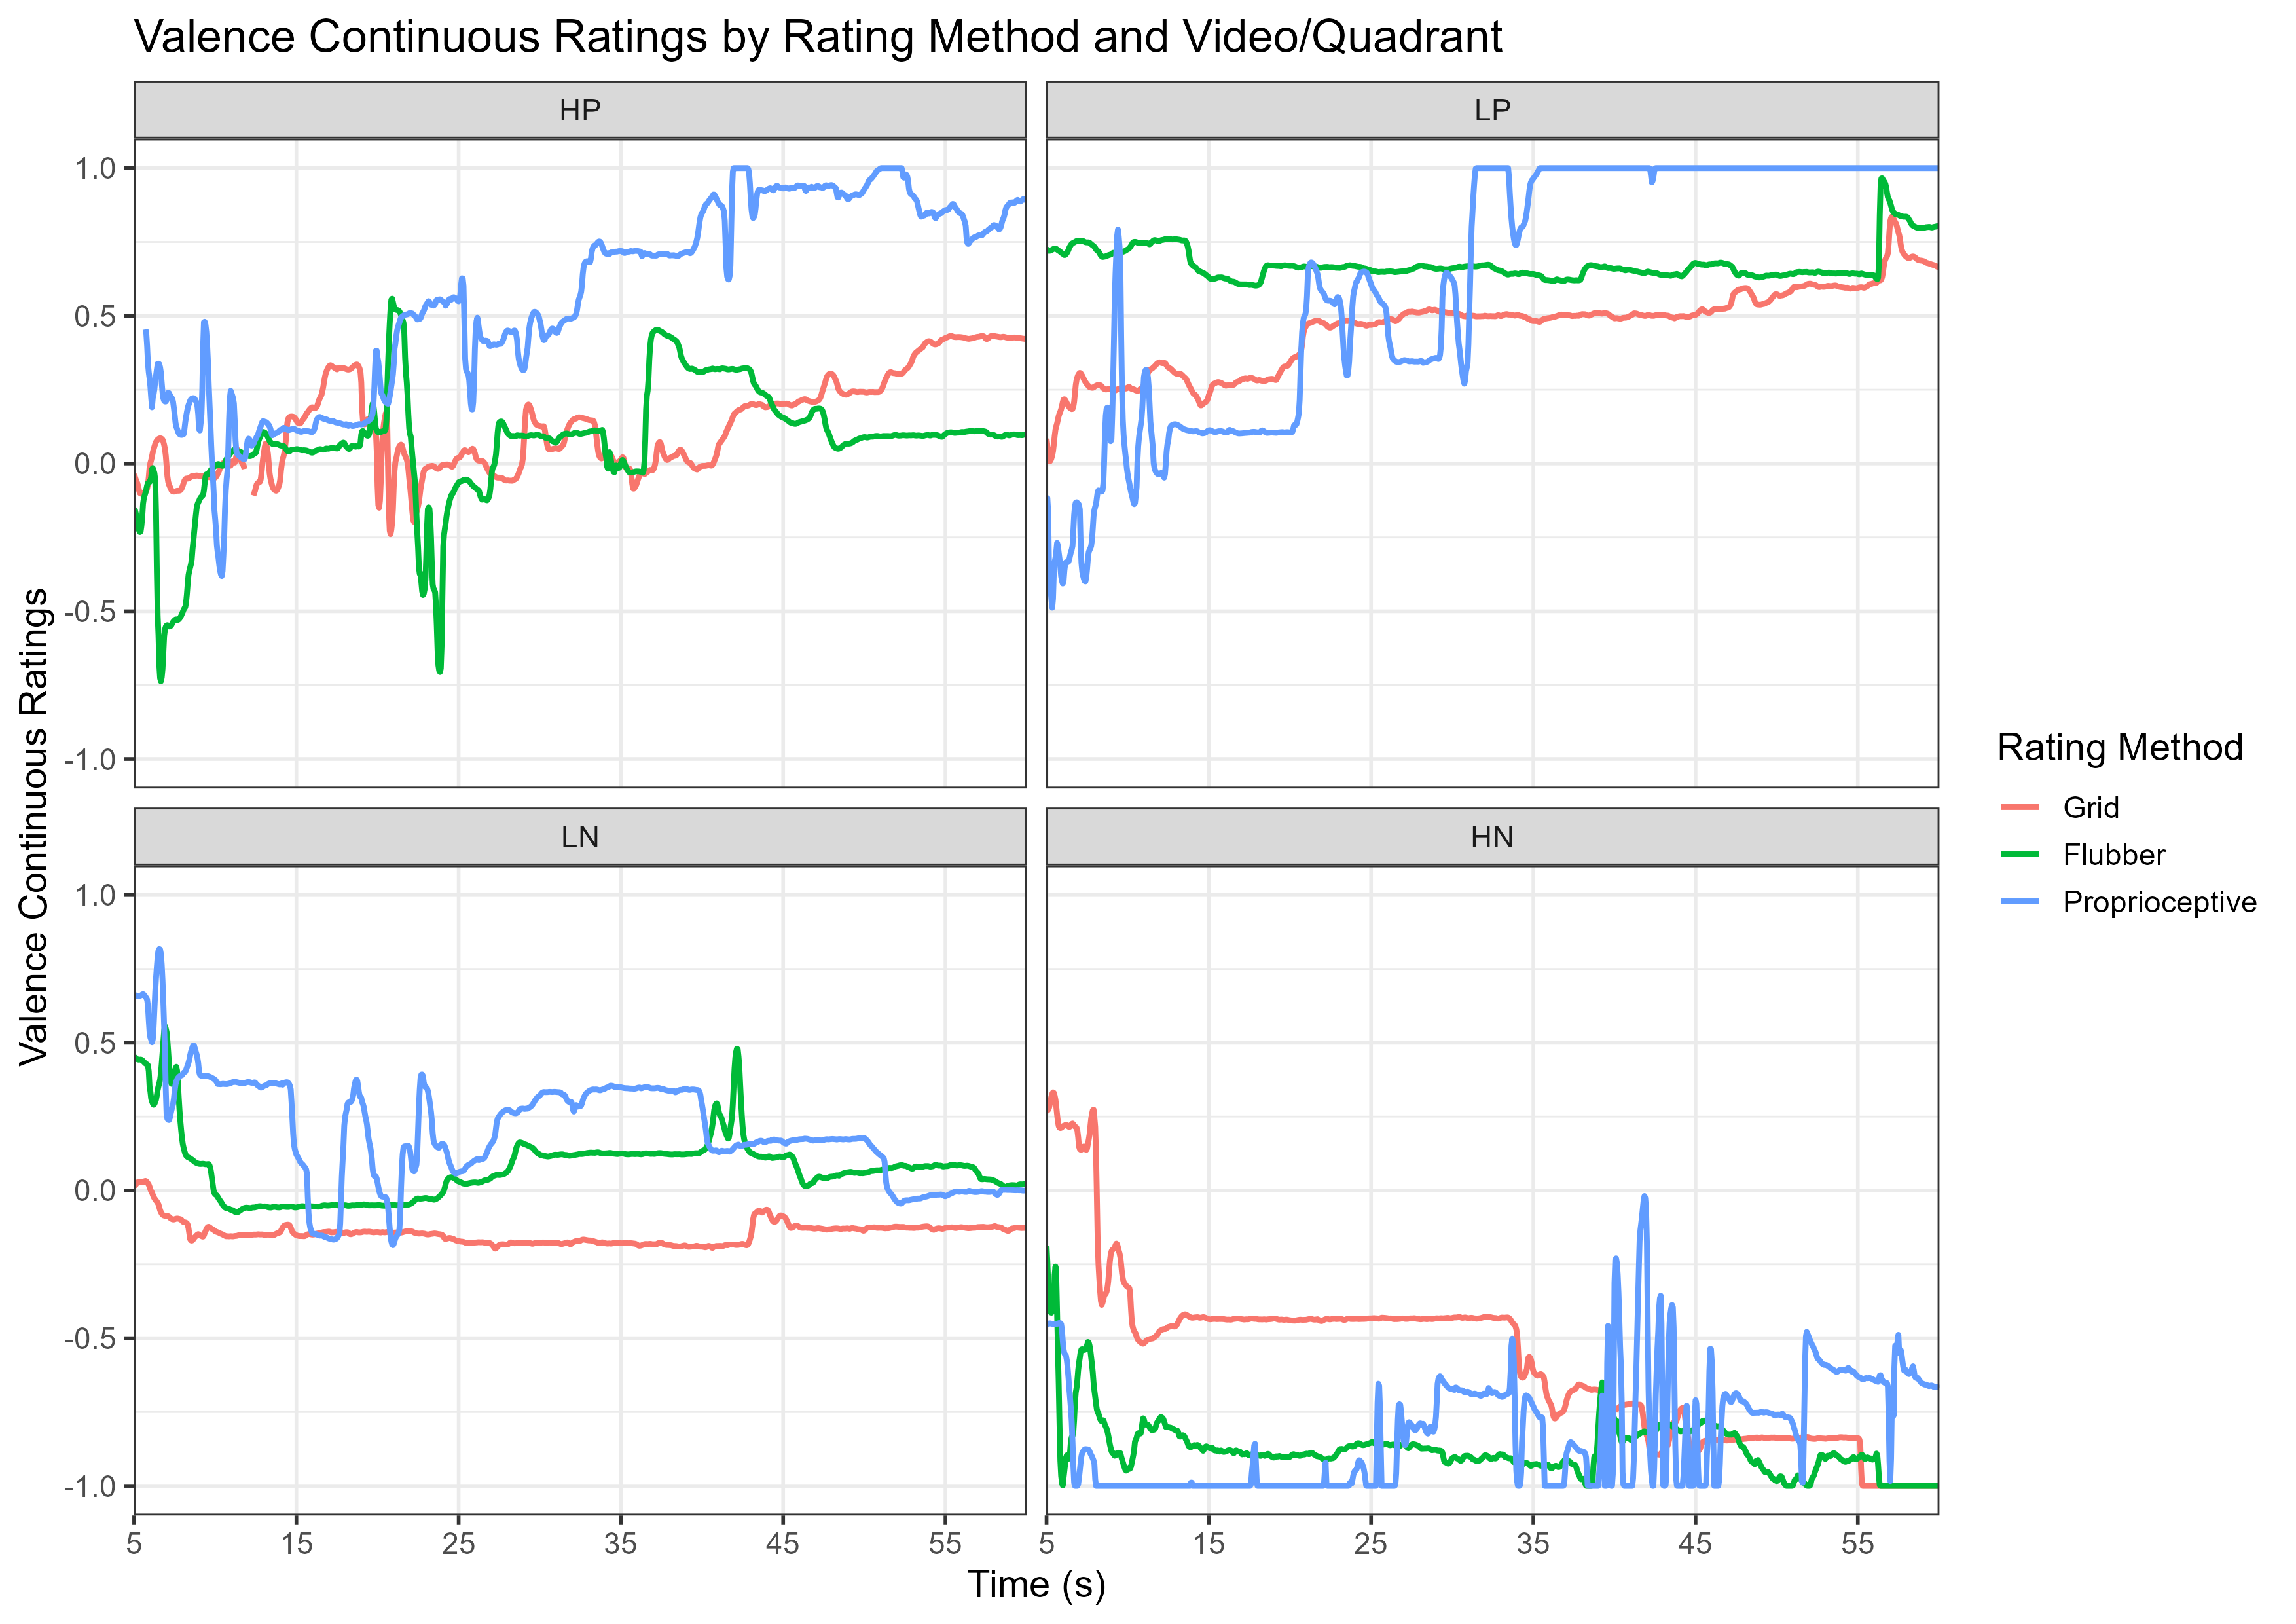 Valence Continuous Ratings by Rating Method and Video/Quadrant
HP
LP
1.0
0.5
0.0
-0.5
-1.0
LN
HN
1.0
0.5
0.0
-0.5
-1.0
5 15 25 35 45 55
5 15 25 35 45 55
Time (s)
Valence Continuous Ratings
Rating Method
Grid
Flubber
Proprioceptive